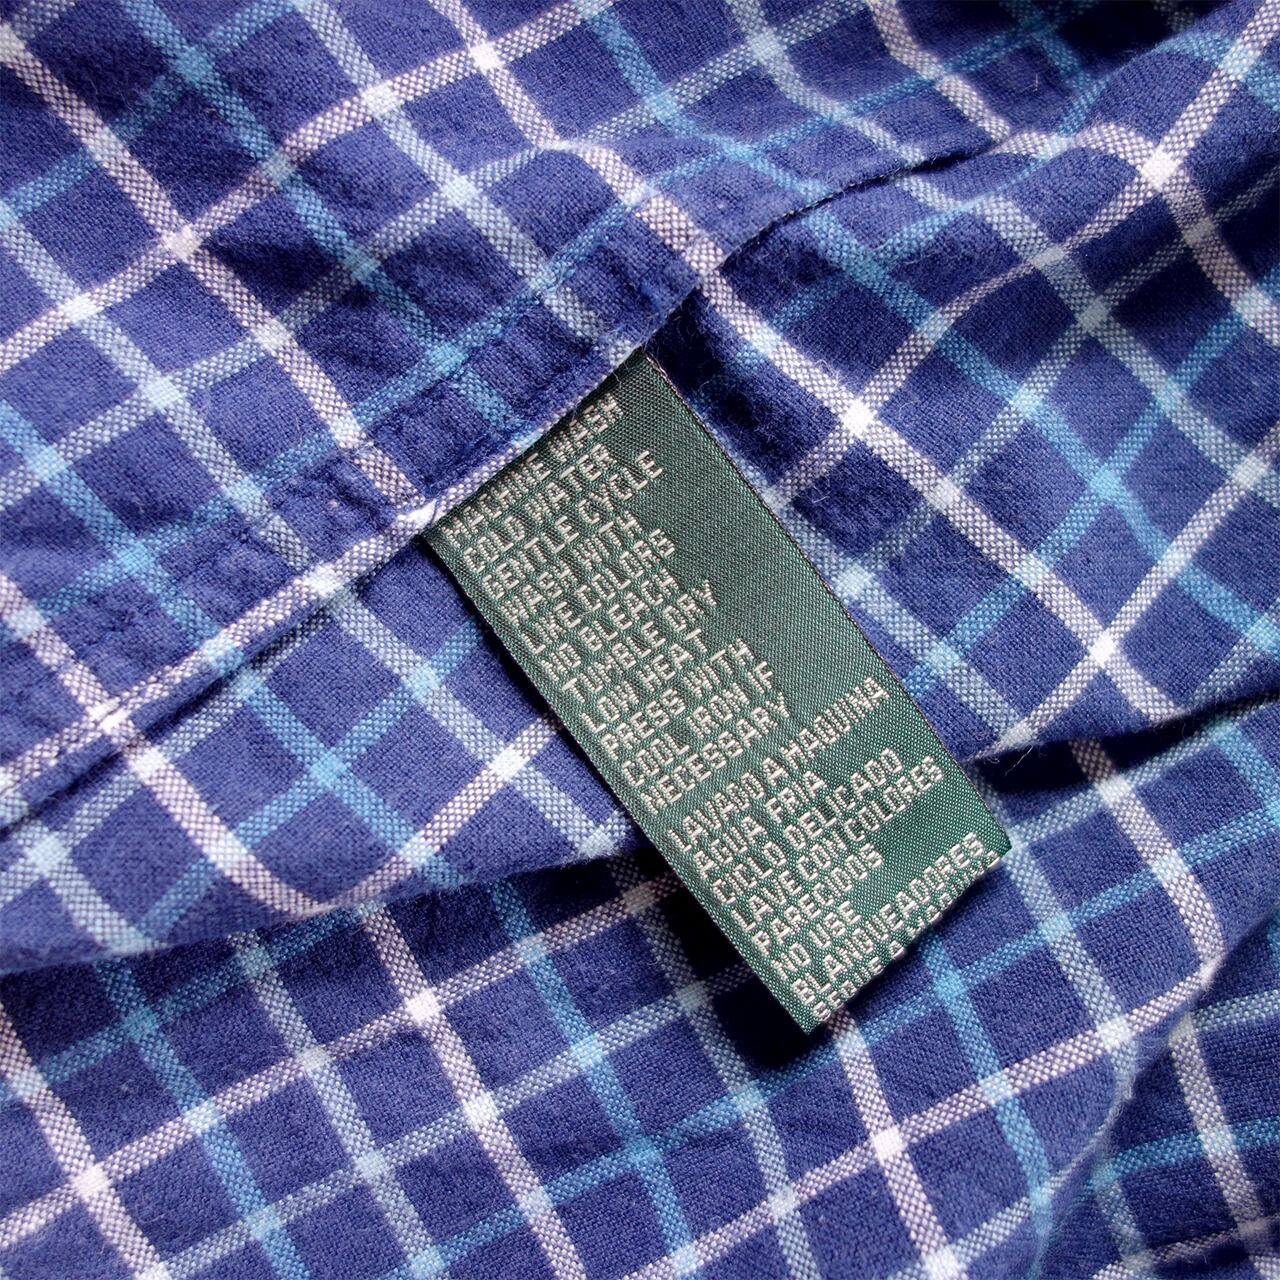 MACHINE WASH
COLD WATER
GENTLE CYCLE
WASH WITH
LIKE COLORS
NO BLEACH
TUMBLE DRY
LOW HEAT
PRESS WITH
COOL IRON IF
NECESSARY
LAVADO A MAQUINA
AGUA FRIA
CICLO DELICADO
LAVE CON COLORES
PARECIDOS
NO USE
BLANQUEADORES